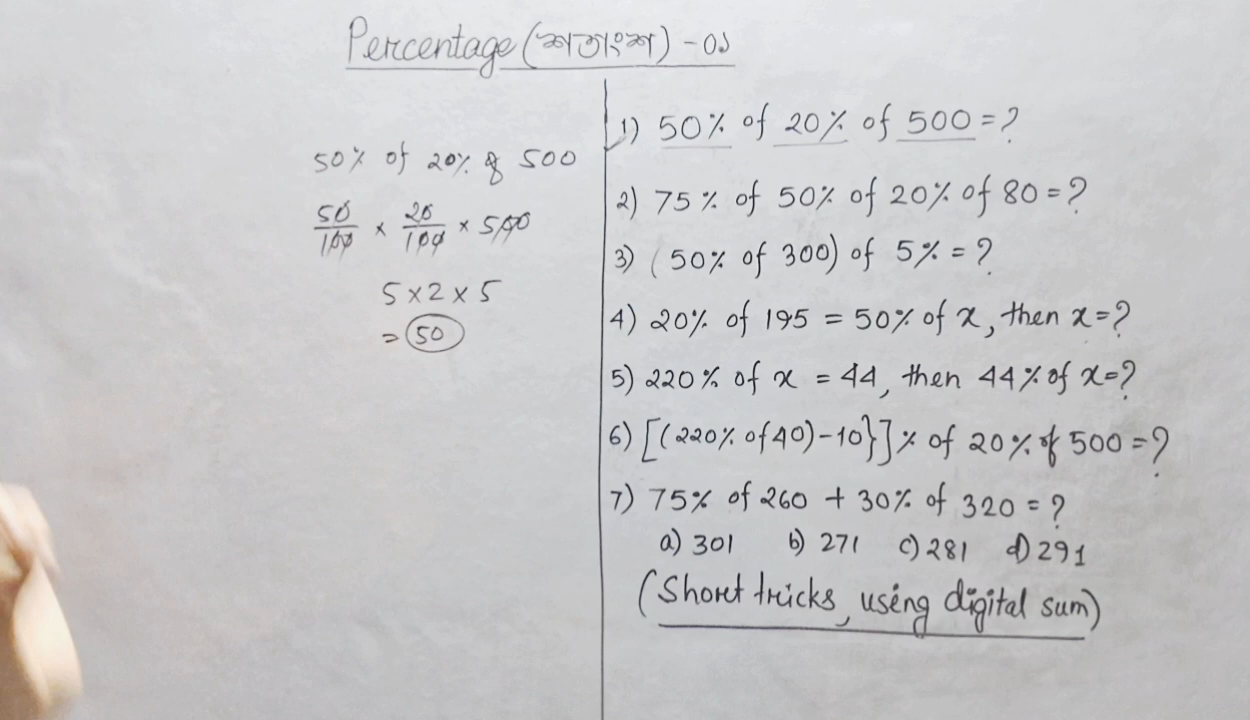 Percentage (শতাংশ) - ০১
50% of 20% of 500
50/100 × 20/100 × 500
5 × 2 × 5
= 50
1) 50% of 20% of 500 = ?
2) 75% of 50% of 20% of 80 = ?
3) (50% of 300) of 5% = ?
4) 20% of 195 = 50% of x, then x = ?
5) 220% of x = 44, then 44% of x = ?
6) [(220% of 40) - 10}]% of 20% of 500 = ?
7) 75% of 260 + 30% of 320 = ?
a) 301 b) 271 c) 281 d) 291
(Short tricks, using digital sum)